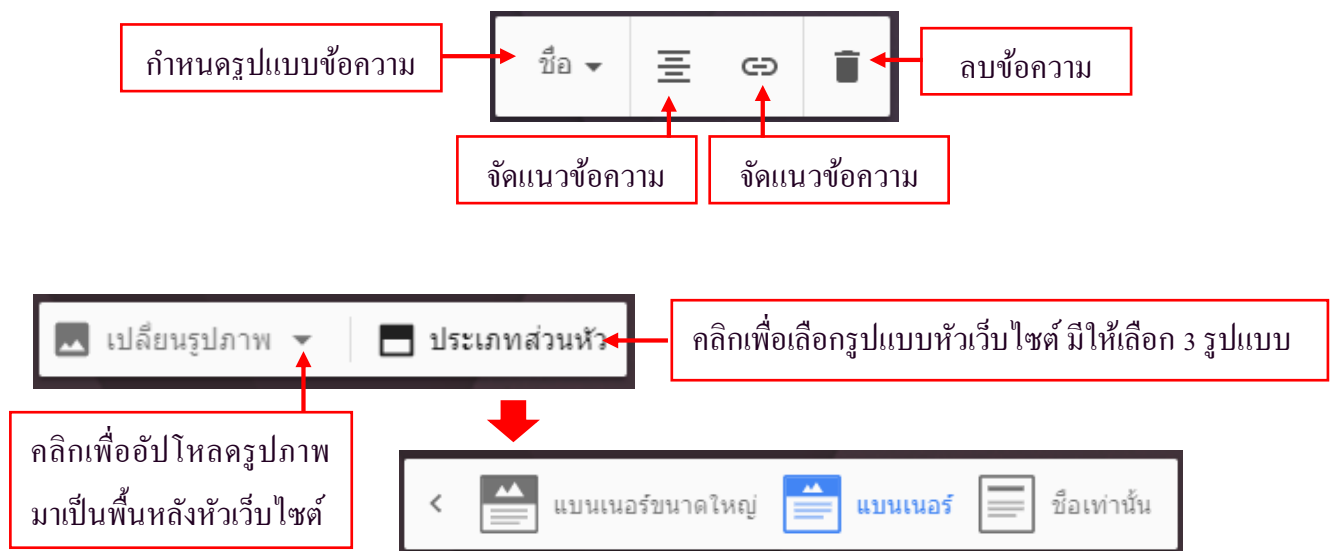 กำหนดรูปแบบข้อความ
ชื่อ
ลบข้อความ
จัดแนวข้อความ
จัดแนวข้อความ
เปลี่ยนรูปภาพ
ประเภทส่วนหัว
คลิกเพื่อเลือกรูปแบบหัวเว็บไซต์ มีให้เลือก 3 รูปแบบ
คลิกเพื่ออัปโหลดรูปภาพ
มาเป็นพื้นหลังหัวเว็บไซต์
แบนเนอร์ขนาดใหญ่
แบนเนอร์
ชื่อเท่านั้น